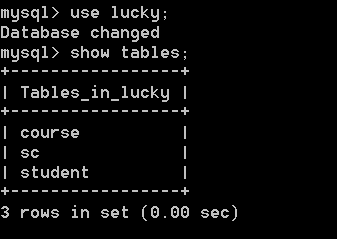 mysql> use lucky;
Database changed
mysql> show tables;
+-----------------+
| Tables_in_lucky |
+-----------------+
| course          |
| sc              |
| student         |
+-----------------+
3 rows in set (0.00 sec)